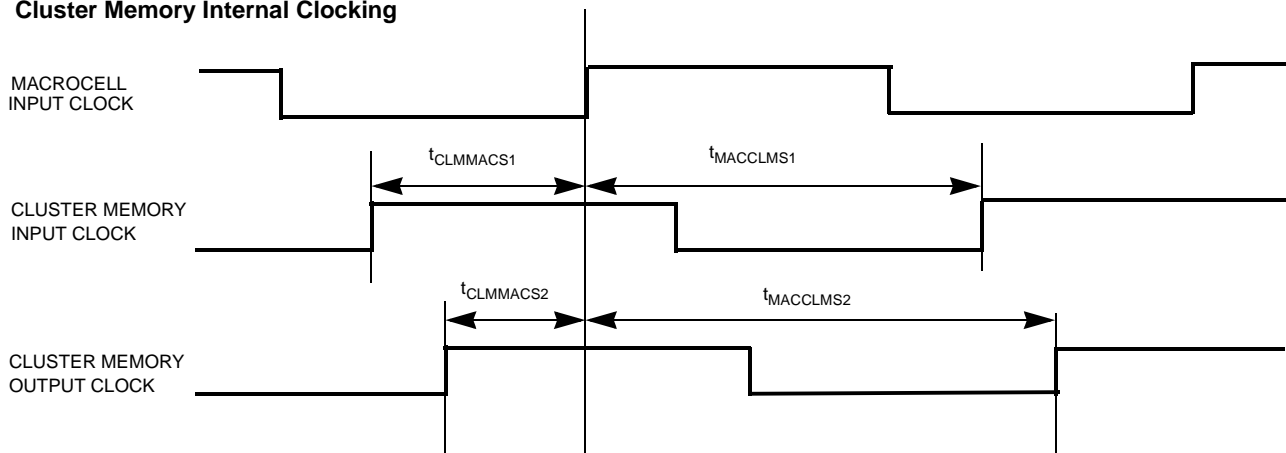 Cluster Memory Internal Clocking
MACROCELL
INPUT CLOCK
tCLMMACS1
tMACCLMS1
CLUSTER MEMORY
INPUT CLOCK
tCLMMACS2
tMACCLMS2
CLUSTER MEMORY
OUTPUT CLOCK